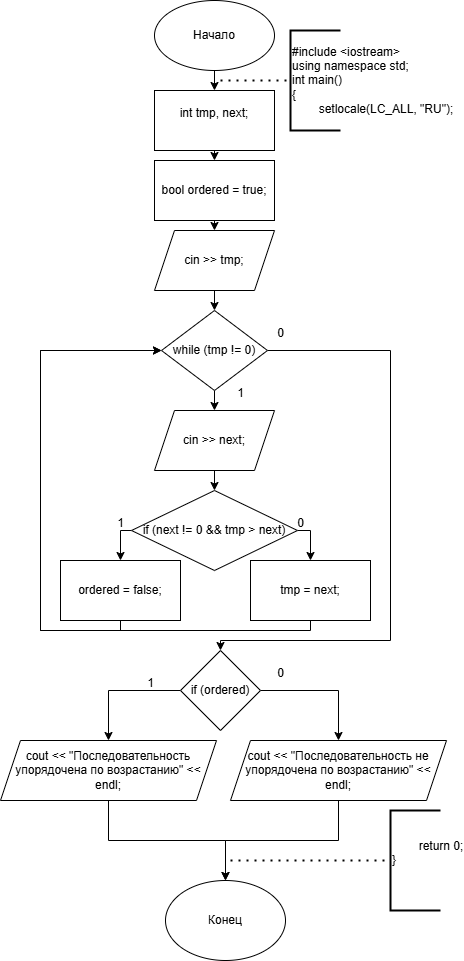 Начало
#include <iostream>
using namespace std;
int main()
{
setlocale(LC_ALL, "RU");
int tmp, next;
bool ordered = true;
cin >> tmp;
while (tmp != 0)
0
1
cin >> next;
if (next != 0 && tmp > next)
1
0
ordered = false;
tmp = next;
if (ordered)
1
0
cout << "Последовательность
упорядочена по возрастанию" <<
endl;
cout << "Последовательность не
упорядочена по возрастанию" <<
endl;
return 0;
}
Конец